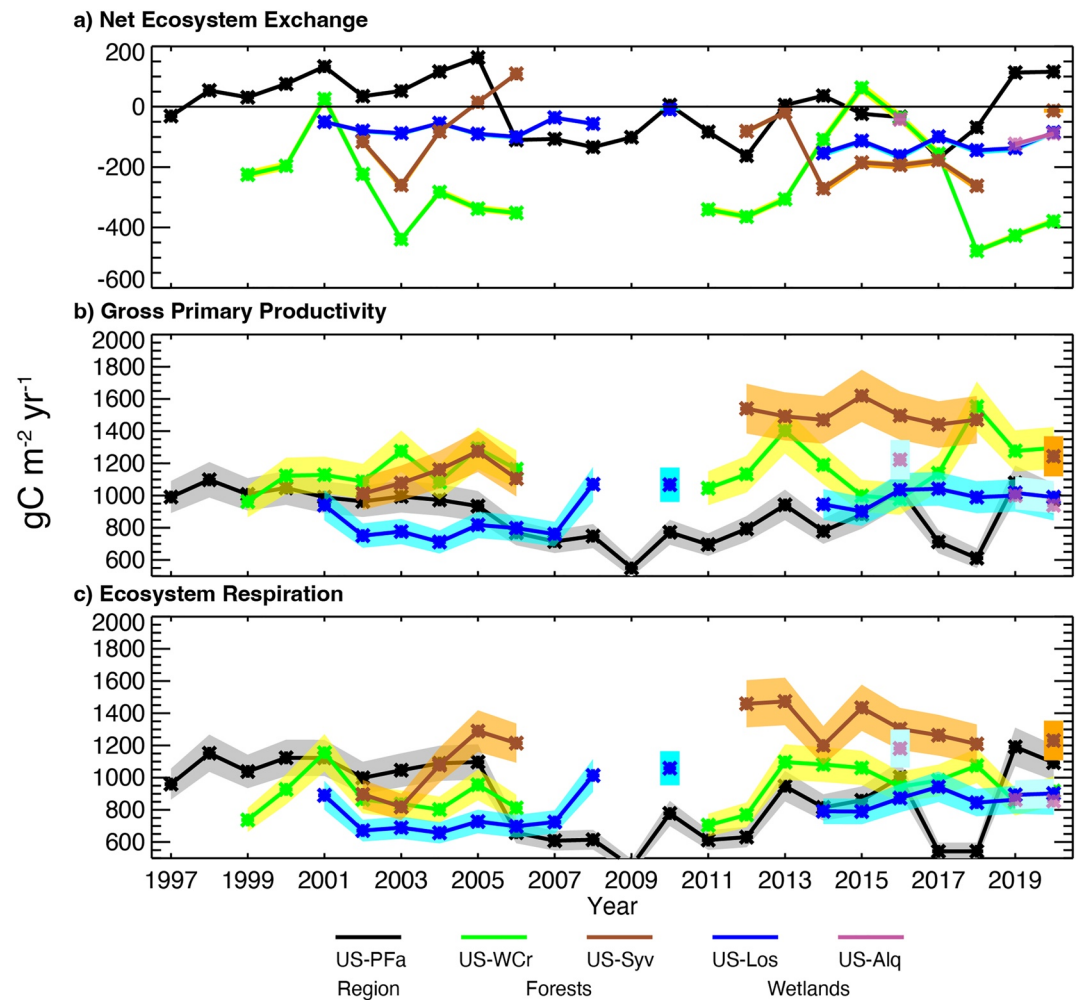 a) Net Ecosystem Exchange
200
0
-200
-400
-600
b) Gross Primary Productivity
2000
1800
1600
1400
1200
1000
800
600
gC m-2 yr-1
c) Ecosystem Respiration
2000
1800
1600
1400
1200
1000
800
600
1997 1999 2001 2003 2005 2007 2009 2011 2013 2015 2017 2019
Year
US-PFa US-WCr US-Syv US-Los US-Alq
Region Forests Wetlands